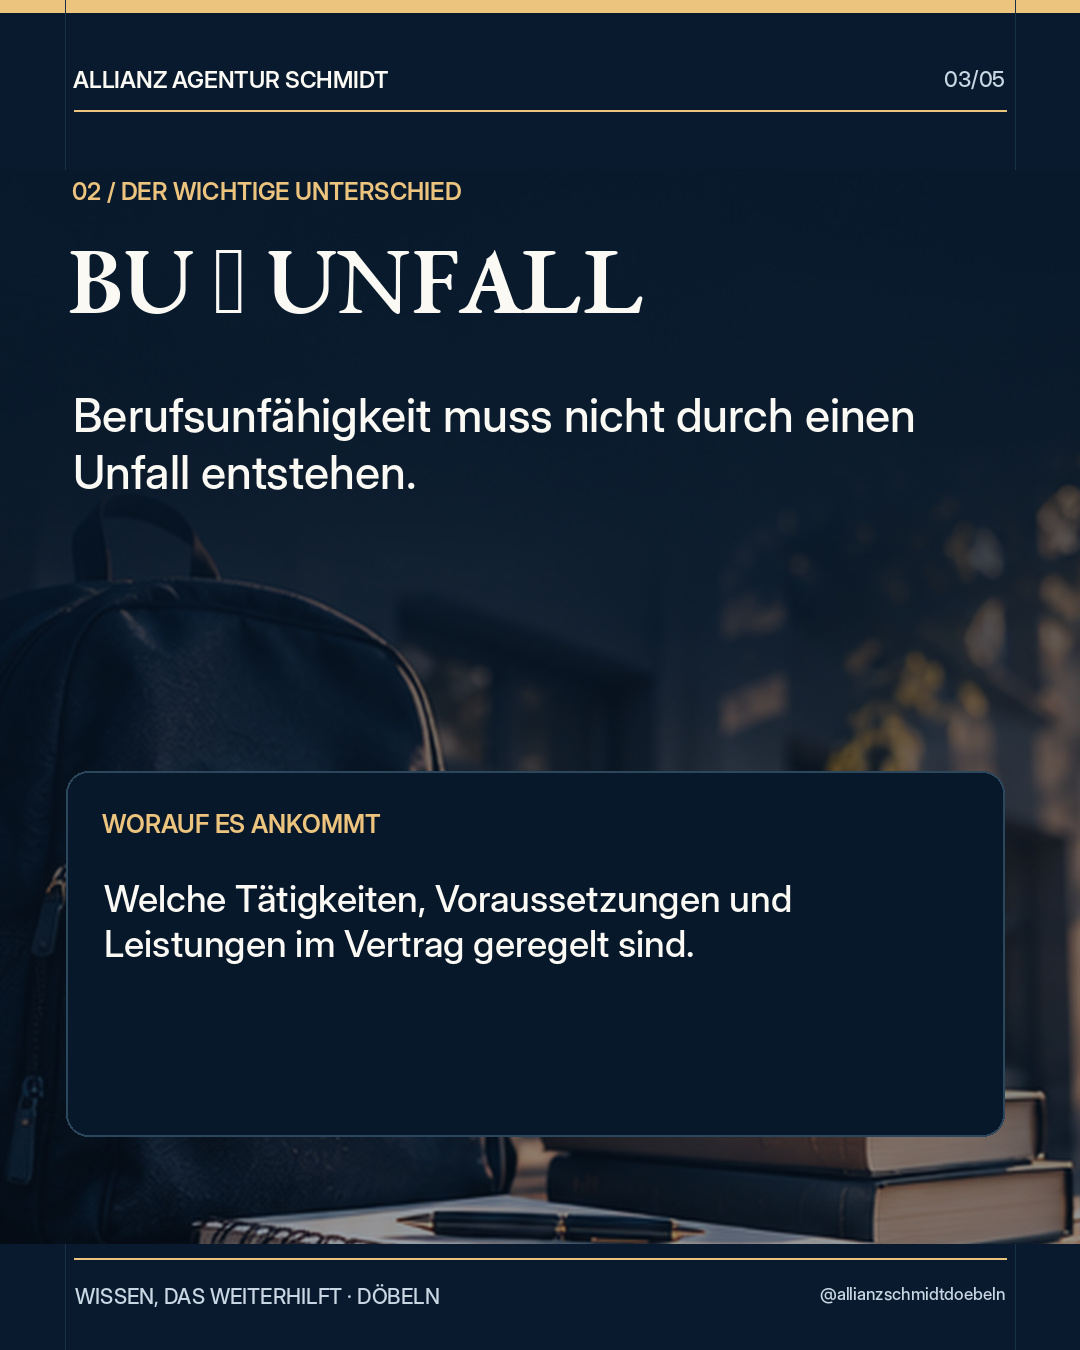 ALLIANZ AGENTUR SCHMIDT
03/05
02 / DER WICHTIGE UNTERSCHIED
BU ▯ UNFALL
Berufsunfähigkeit muss nicht durch einen
Unfall entstehen.
WORAUF ES ANKOMMT
Welche Tätigkeiten, Voraussetzungen und
Leistungen im Vertrag geregelt sind.
WISSEN, DAS WEITERHILFT · DÖBELN
@allianzschmidtdoebeln